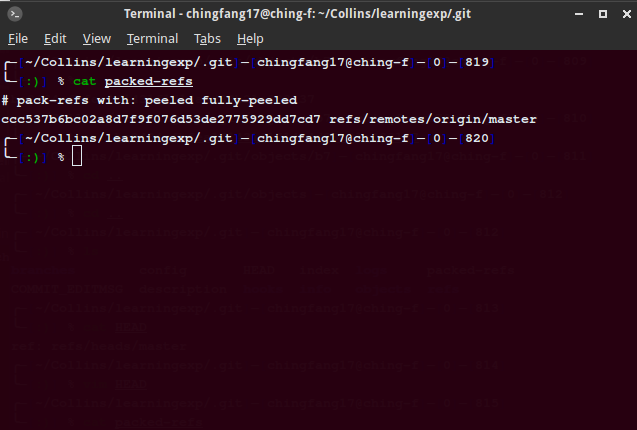 Terminal - chingfang17@ching-f: ~/Collins/learningexp/.git
File Edit View Terminal Tabs Help
╭─|~/Collins/learningexp/.git|─|chingfang17@ching-f|─|0|─|819|
╰─|:)| % cat packed-refs
# pack-refs with: peeled fully-peeled
ccc537b6bc02a8d7f9f076d53de2775929dd7cd7 refs/remotes/origin/master
╭─|~/Collins/learningexp/.git|─|chingfang17@ching-f|─|0|─|820|
╰─|:)| %